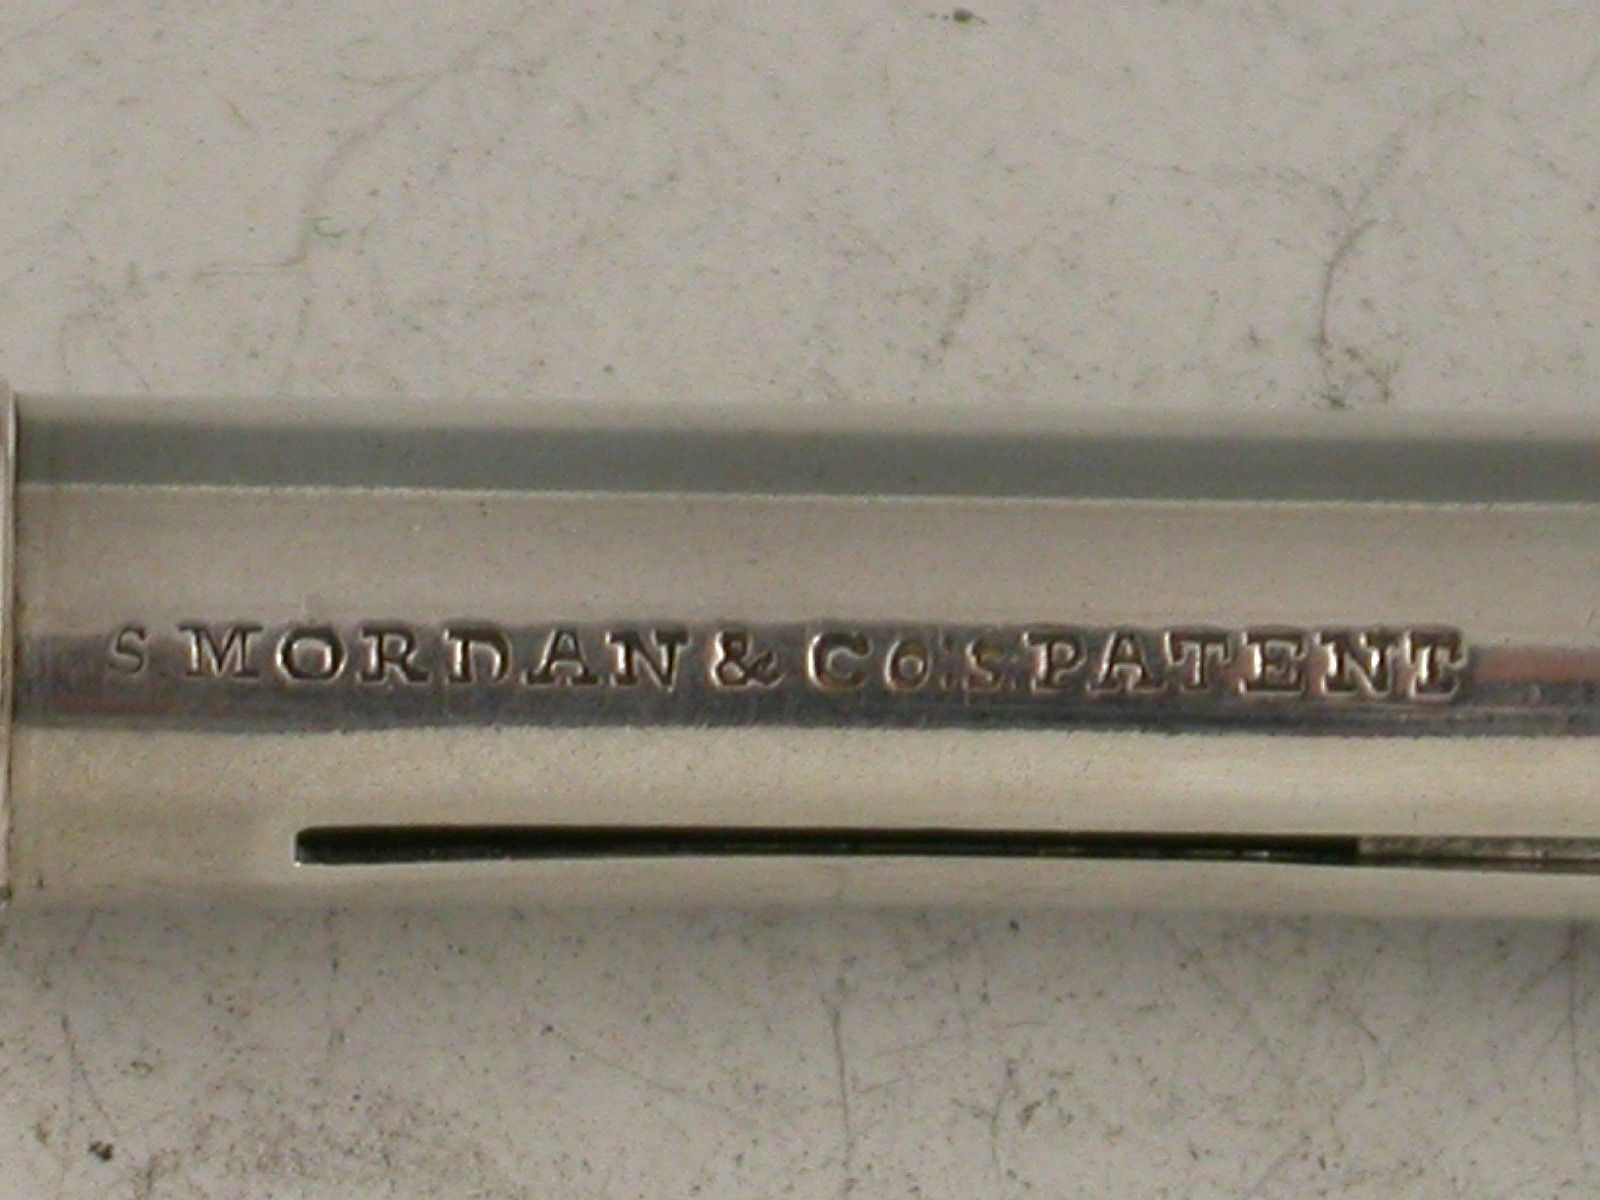 S MORDAN & Co's PATENT